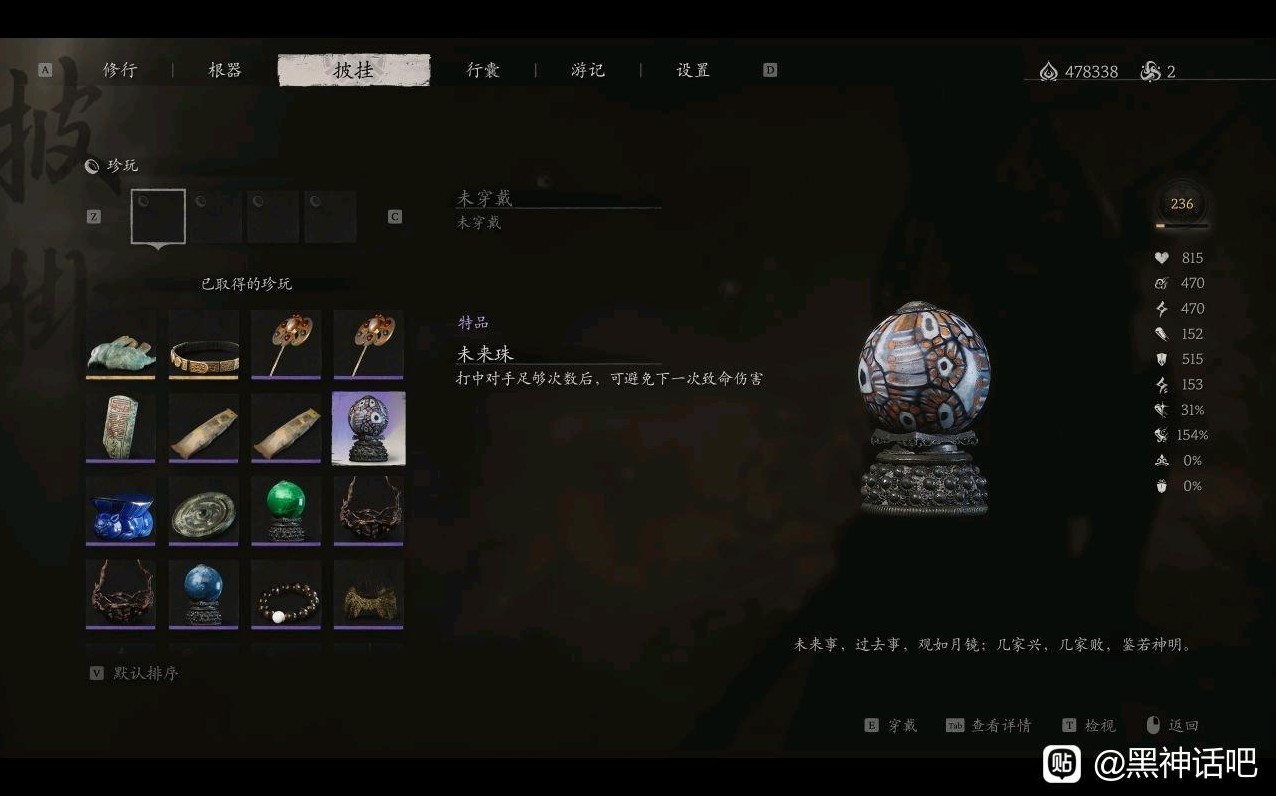 A 修行 | 根器 披挂 行囊 | 游记 | 设置 D
478338 2
披挂
珍玩
Z C
未穿戴
未穿戴
236
已取得的珍玩
815
470
470
152
515
153
31%
154%
0%
0%
特品
未来珠
打中对手足够次数后，可避免下一次致命伤害
未来事，过去事，观如月镜；几家兴，几家败，鉴若神明。
V 默认排序
E 穿戴 Tab 查看详情 T 检视 返回
贴 @黑神话吧